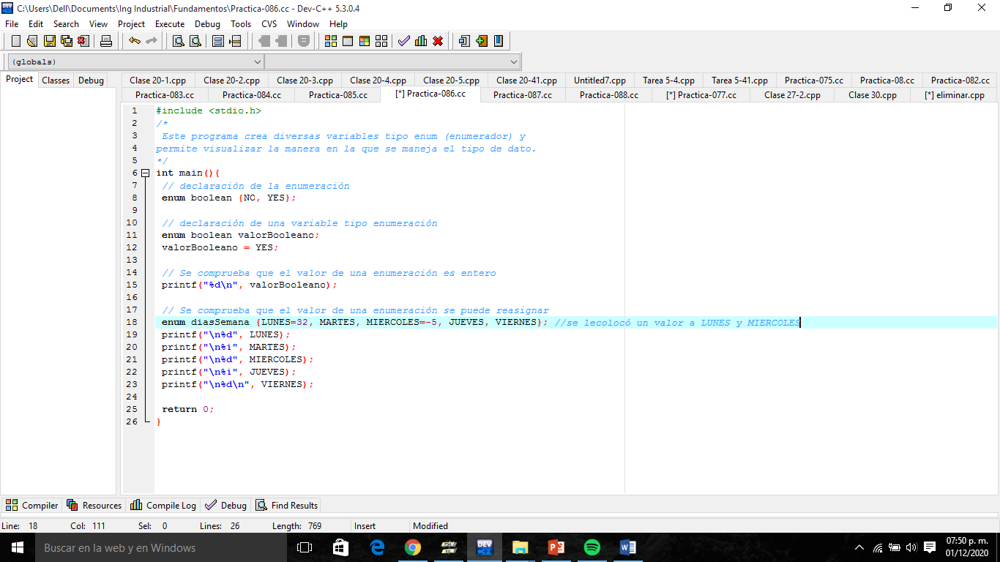 C:\Users\Dell\Documents\Ing Industrial\Fundamentos\Practica-086.cc - Dev-C++ 5.3.0.4
File Edit Search View Project Execute Debug Tools CVS Window Help
(globals)
Project Classes Debug
Clase 20-1.cpp Clase 20-2.cpp Clase 20-3.cpp Clase 20-4.cpp Clase 20-5.cpp Clase 20-41.cpp Untitled7.cpp Tarea 5-4.cpp Tarea 5-41.cpp Practica-075.cc Practica-08.cc Practica-082.cc
Practica-083.cc Practica-084.cc Practica-085.cc [*] Practica-086.cc Practica-087.cc Practica-088.cc [*] Practica-077.cc Clase 27-2.cpp Clase 30.cpp [*] eliminar.cpp
1 #include <stdio.h>
2 /*
3 Este programa crea diversas variables tipo enum (enumerador) y
4 permite visualizar la manera en la que se maneja el tipo de dato.
5 */
6 int main(){
7 // declaración de la enumeración
8 enum boolean {NO, YES};
9
10 // declaración de una variable tipo enumeración
11 enum boolean valorBooleano;
12 valorBooleano = YES;
13
14 // Se comprueba que el valor de una enumeración es entero
15 printf("%d\n", valorBooleano);
16
17 // Se comprueba que el valor de una enumeración se puede reasignar
18 enum diasSemana {LUNES=32, MARTES, MIERCOLES=-5, JUEVES, VIERNES}; //se lecolocó un valor a LUNES y MIERCOLES
19 printf("\n%d", LUNES);
20 printf("\n%i", MARTES);
21 printf("\n%d", MIERCOLES);
22 printf("\n%i", JUEVES);
23 printf("\n%d\n", VIERNES);
24
25 return 0;
26 }
Compiler Resources Compile Log Debug Find Results
Line: 18 Col: 111 Sel: 0 Lines: 26 Length: 769 Insert Modified
Buscar en la web y en Windows
07:50 p. m.
01/12/2020